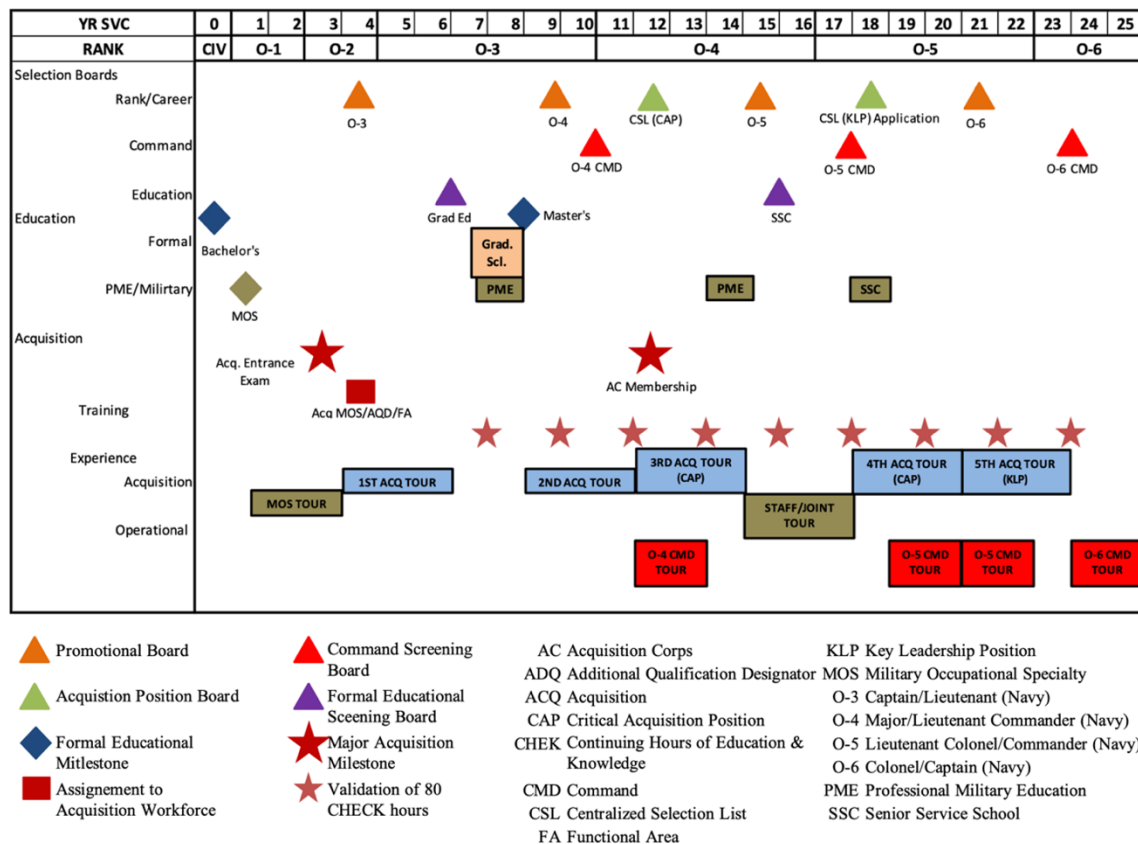 YR SVC 0 1 2 3 4 5 6 7 8 9 10 11 12 13 14 15 16 17 18 19 20 21 22 23 24 25
RANK CIV O-1 O-2 O-3 O-4 O-5 O-6
Selection Boards
Rank/Career
O-3
O-4
CSL (CAP)
O-5
CSL (KLP) Application
O-6
Command
O-4 CMD
O-5 CMD
O-6 CMD
Education
Grad Ed
Master's
SSC
Education
Bachelor's
Formal
Grad.
Scl.
PME/Milirtary
MOS
PME
PME
SSC
Acquisition
Acq. Entrance
Exam
AC Membership
Acq MOS/AQD/FA
Training
Experience
Acquisition
1ST ACQ TOUR
2ND ACQ TOUR
3RD ACQ TOUR
(CAP)
4TH ACQ TOUR
(CAP)
5TH ACQ TOUR
(KLP)
MOS TOUR
STAFF/JOINT
TOUR
Operational
O-4 CMD
TOUR
O-5 CMD
TOUR
O-5 CMD
TOUR
O-6 CMD
TOUR
Promotional Board
Acquistion Position Board
Formal Educational
Mitlestone
Assignement to
Acquisition Workforce
Command Screening
Board
Formal Educational
Sceening Board
Major Acquisition
Milestone
Validation of 80
CHECK hours
AC Acquisition Corps
ADQ Additional Qualification Designator
ACQ Acquisition
CAP Critical Acquisition Position
CHEK Continuing Hours of Education &
Knowledge
CMD Command
CSL Centralized Selection List
FA Functional Area
KLP Key Leadership Position
MOS Military Occupational Specialty
O-3 Captain/Lieutenant (Navy)
O-4 Major/Lieutenant Commander (Navy)
O-5 Lieutenant Colonel/Commander (Navy)
O-6 Colonel/Captain (Navy)
PME Professional Military Education
SSC Senior Service School